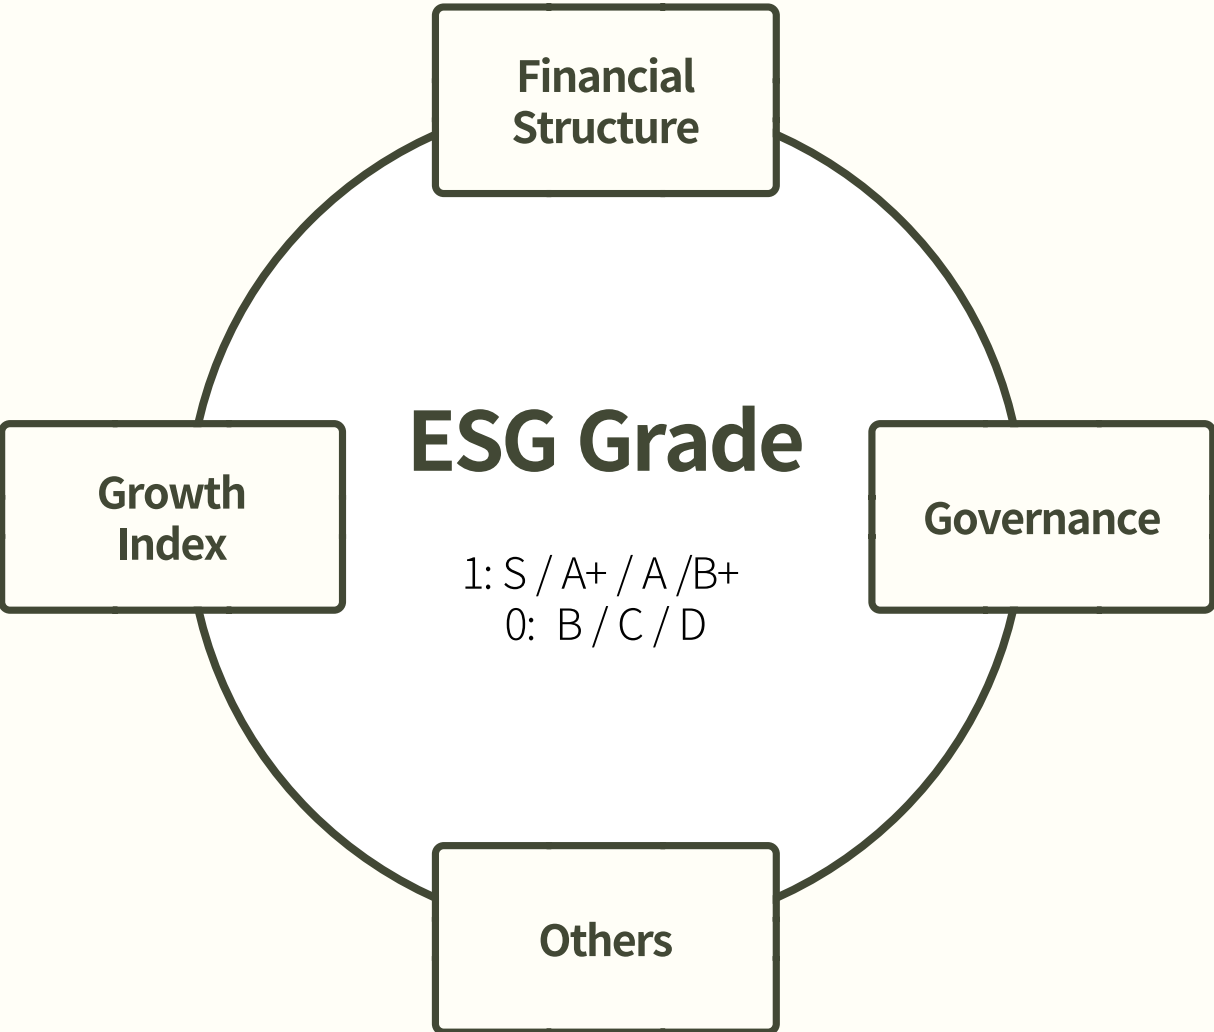 Financial
Structure
ESG Grade
Growth
Index
Governance
1: S / A+ / A /B+
0:  B / C / D
Others